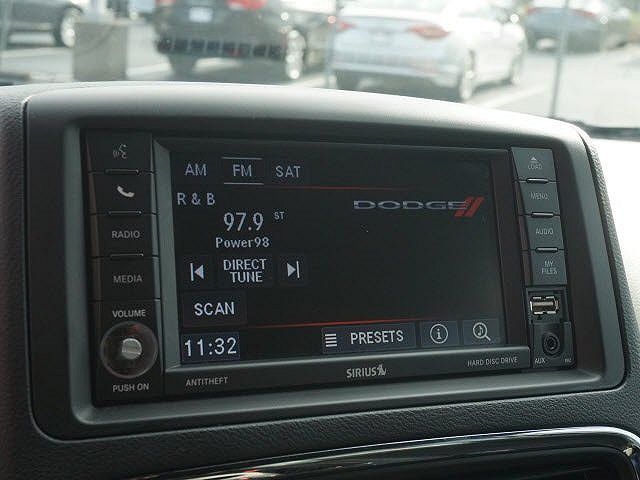 AM FM SAT
R & B
97.9 ST
Power98
DIRECT
TUNE
SCAN
11:32
PRESETS
DODGE
RADIO
MEDIA
VOLUME
PUSH ON
LOAD
MENU
AUDIO
MY
FILES
AUX
ANTITHEFT
SIRIUS
HARD DISC DRIVE